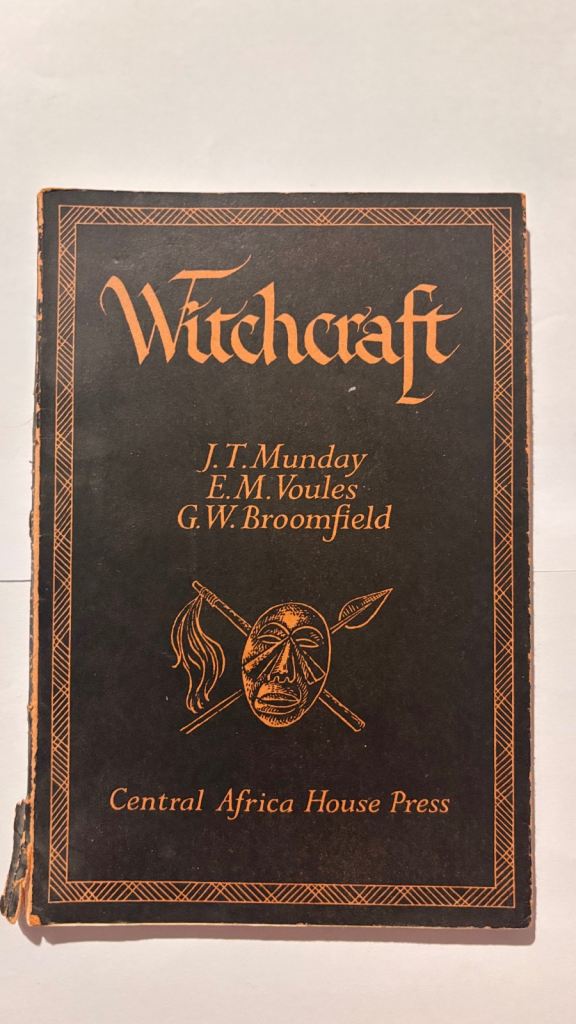 Witchcraft
J. T. Munday
E. M. Voules
G. W. Broomfield
Central Africa House Press